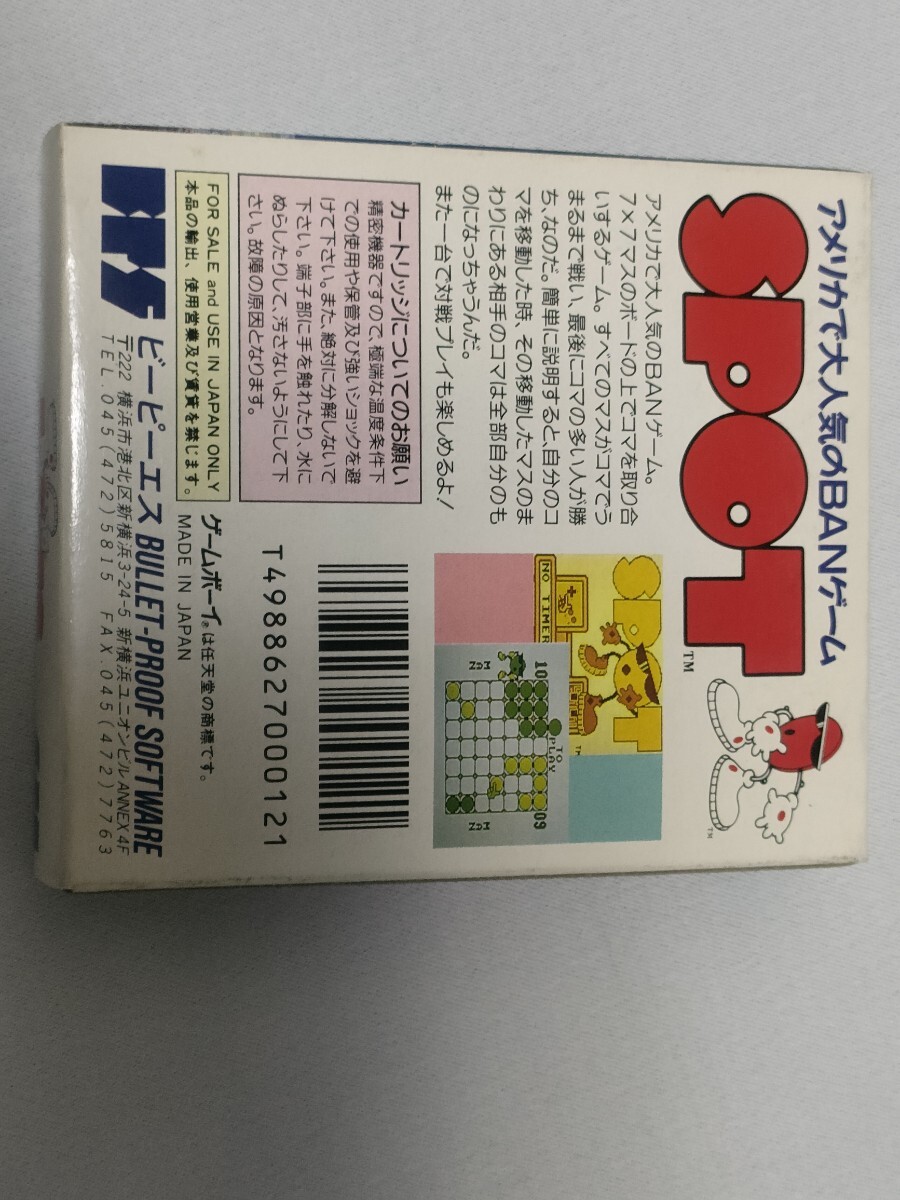 アメリカで大人気のBANゲーム
SPOT
TM
TM
アメリカで大人気のBANゲーム。
7×7マスのボードの上でコマを取り合
いするゲーム。すべてのマスがコマでう
まるまで戦い、最後にコマの多い人が勝
ち、なのだ。簡単に説明すると自分のコ
マを移動した時、その移動したマスのま
わりにある相手のコマは全部自分のも
のになっちゃうんだ。
また一台で対戦プレイも楽しめるよ!
SPOT
TM
NO TIMER
10
TO
PLAY
09
MAN
MAN
カートリッジについてのお願い
精密機器ですので、極端な温度条件下
での使用や保管及び強いショックを避
けて下さい。また、絶対に分解しないで
下さい。端子部に手を触れたり、水に
ぬらしたりして、汚さないようにして下
さい。故障の原因となります。
T4988627000121
FOR SALE and USE IN JAPAN ONLY
本品の輸出、使用営業及び賃貸を禁じます。
ゲームボーイ®は任天堂の商標です。
MADE IN JAPAN
BPS
ビーピーエス BULLET-PROOF SOFTWARE
〒222 横浜市港北区新横浜3-24-5 新横浜ユニオンビルANNEX 4F
TEL.045(472)5815 FAX.045(472)7763